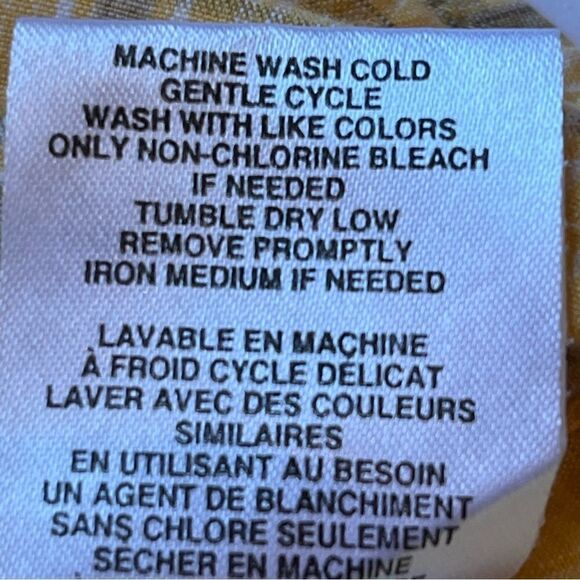 MACHINE WASH COLD
GENTLE CYCLE
WASH WITH LIKE COLORS
ONLY NON-CHLORINE BLEACH
IF NEEDED
TUMBLE DRY LOW
REMOVE PROMPTLY
IRON MEDIUM IF NEEDED
LAVABLE EN MACHINE
À FROID CYCLE DÉLICAT
LAVER AVEC DES COULEURS
SIMILAIRES
EN UTILISANT AU BESOIN
UN AGENT DE BLANCHIMENT
SANS CHLORE SEULEMENT
SÉCHER EN MACHINE